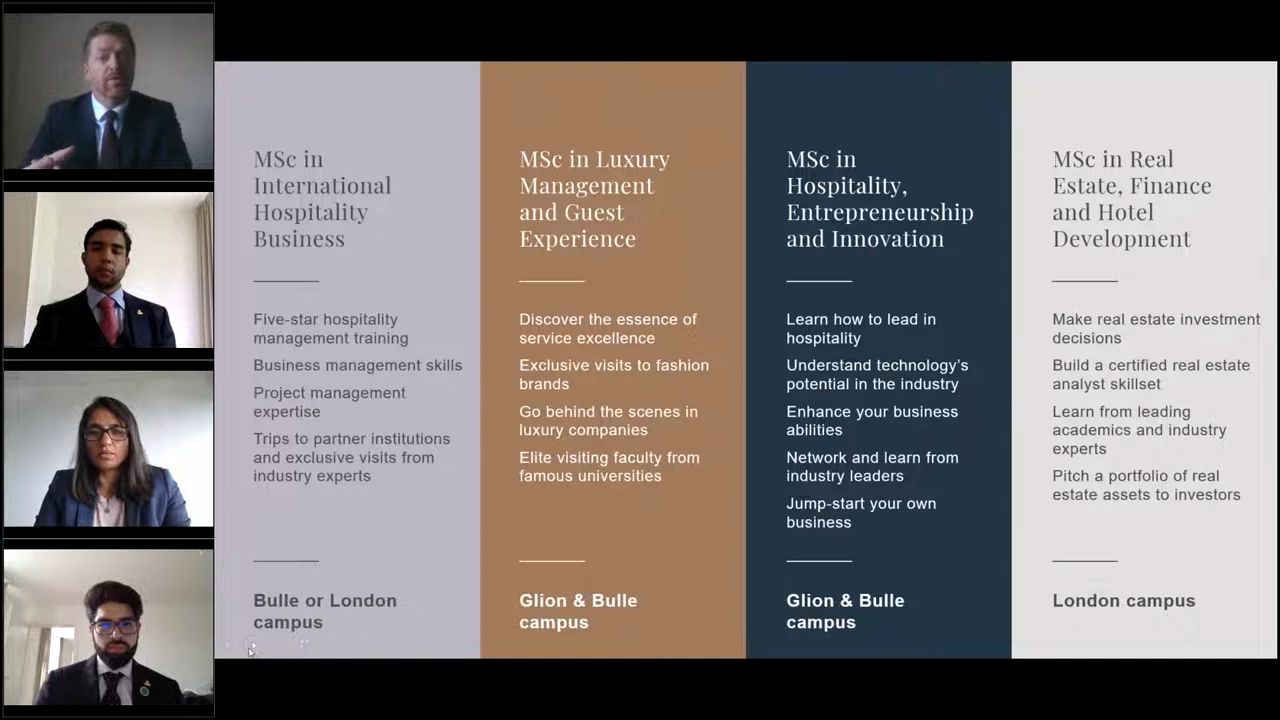 MSc in
International
Hospitality
Business
Five-star hospitality
management training
Business management skills
Project management
expertise
Trips to partner institutions
and exclusive visits from
industry experts
Bulle or London
campus
MSc in Luxury
Management
and Guest
Experience
Discover the essence of
service excellence
Exclusive visits to fashion
brands
Go behind the scenes in
luxury companies
Elite visiting faculty from
famous universities
Glion & Bulle
campus
MSc in
Hospitality,
Entrepreneurship
and Innovation
Learn how to lead in
hospitality
Understand technology's
potential in the industry
Enhance your business
abilities
Network and learn from
industry leaders
Jump-start your own
business
Glion & Bulle
campus
MSc in Real
Estate, Finance
and Hotel
Development
Make real estate investment
decisions
Build a certified real estate
analyst skillset
Learn from leading
academics and industry
experts
Pitch a portfolio of real
estate assets to investors
London campus